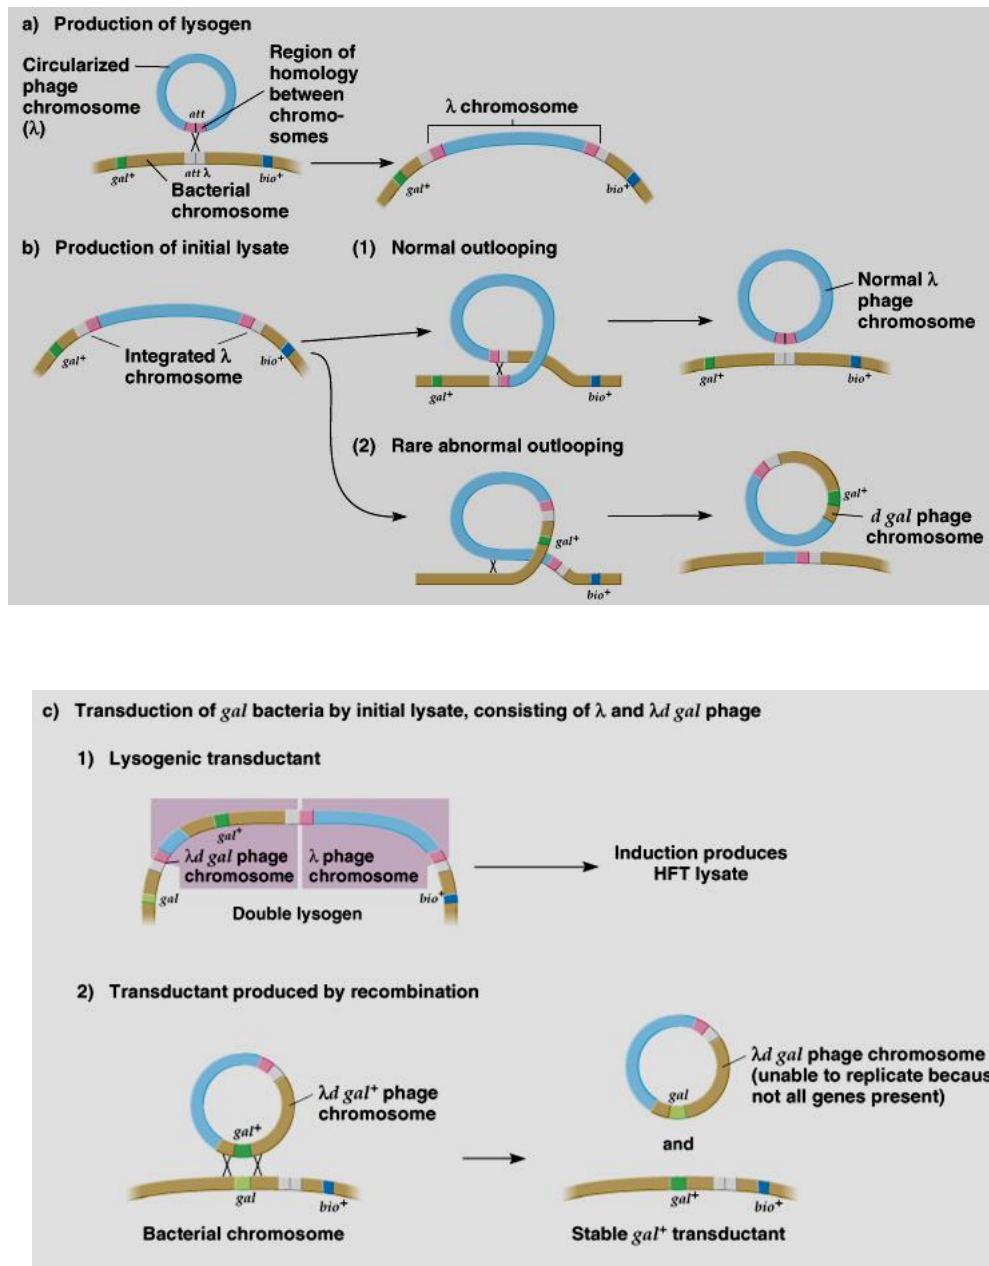 a) Production of lysogen
Circularized
phage
chromosome
(λ)
att
Region of
homology
between
chromo-
somes
gal⁺
att λ
bio⁺
Bacterial
chromosome
λ chromosome
gal⁺
bio⁺
b) Production of initial lysate
gal⁺
Integrated λ
chromosome
bio⁺
(1) Normal outlooping
gal⁺
bio⁺
Normal λ
phage
chromosome
gal⁺
bio⁺
(2) Rare abnormal outlooping
gal⁺
bio⁺
gal⁺
d gal phage
chromosome
c) Transduction of gal bacteria by initial lysate, consisting of λ and λd gal phage
1) Lysogenic transductant
gal⁺
λd gal phage
chromosome
λ phage
chromosome
gal
bio⁺
Double lysogen
Induction produces
HFT lysate
2) Transductant produced by recombination
λd gal⁺ phage
chromosome
gal⁺
gal
bio⁺
Bacterial chromosome
λd gal phage chromosome
(unable to replicate becaus
not all genes present)
gal
and
gal⁺
bio⁺
Stable gal⁺ transductant